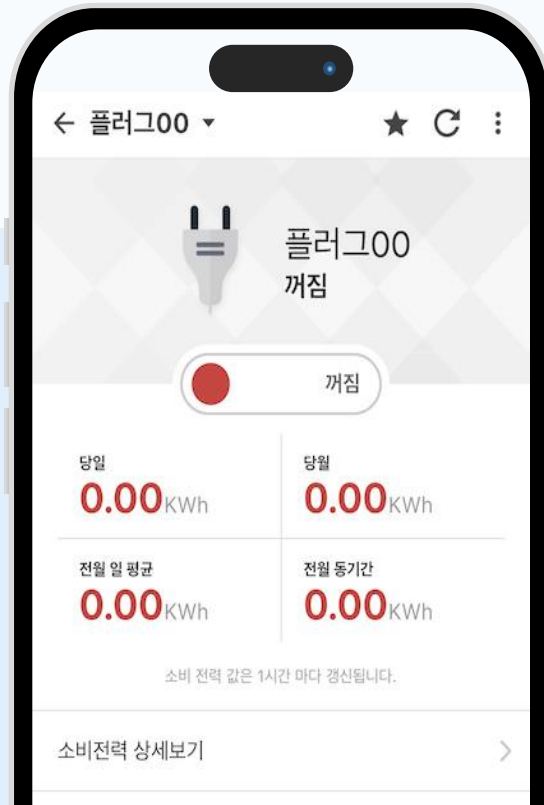 플러그00
플러그00
꺼짐
꺼짐
당일
0.00KWh
당월
0.00KWh
전월 일 평균
0.00KWh
전월 동기간
0.00KWh
소비 전력 값은 1시간 마다 갱신됩니다.
소비전력 상세보기